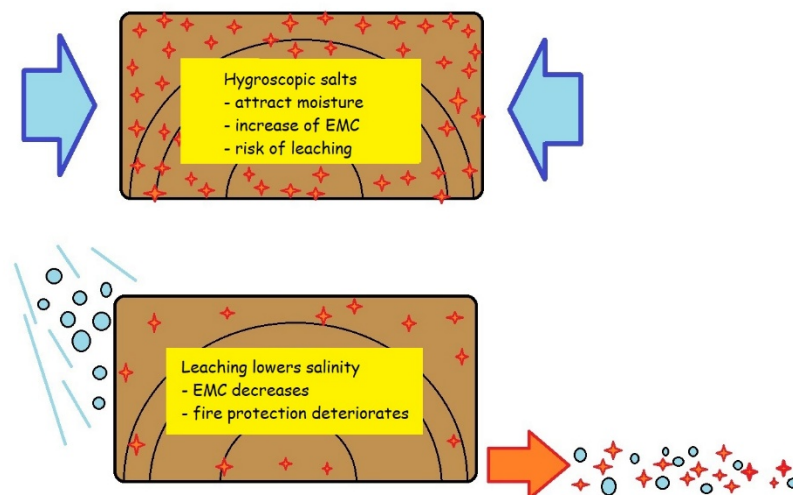 Hygroscopic salts
- attract moisture
- increase of EMC
- risk of leaching
Leaching lowers salinity
- EMC decreases
- fire protection deteriorates